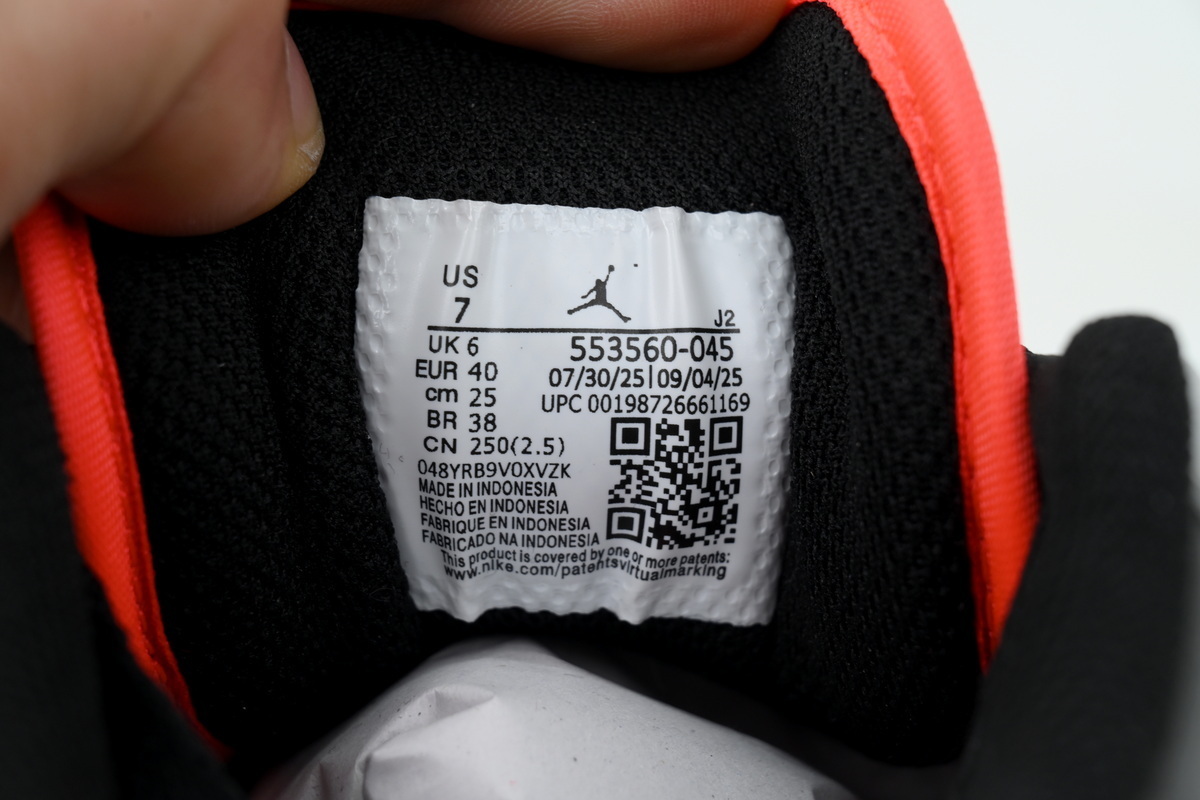 US
7
J2
UK 6
EUR 40
cm 25
BR 38
CN 250(2.5)
553560-045
07/30/25|09/04/25
UPC 00198726661169
048YRB9V0XVZK
MADE IN INDONESIA
HECHO EN INDONESIA
FABRIQUE EN INDONESIA
FABRICADO NA INDONESIA
This product is covered by one or more patents:
www.nike.com/patentsvirtualmarking